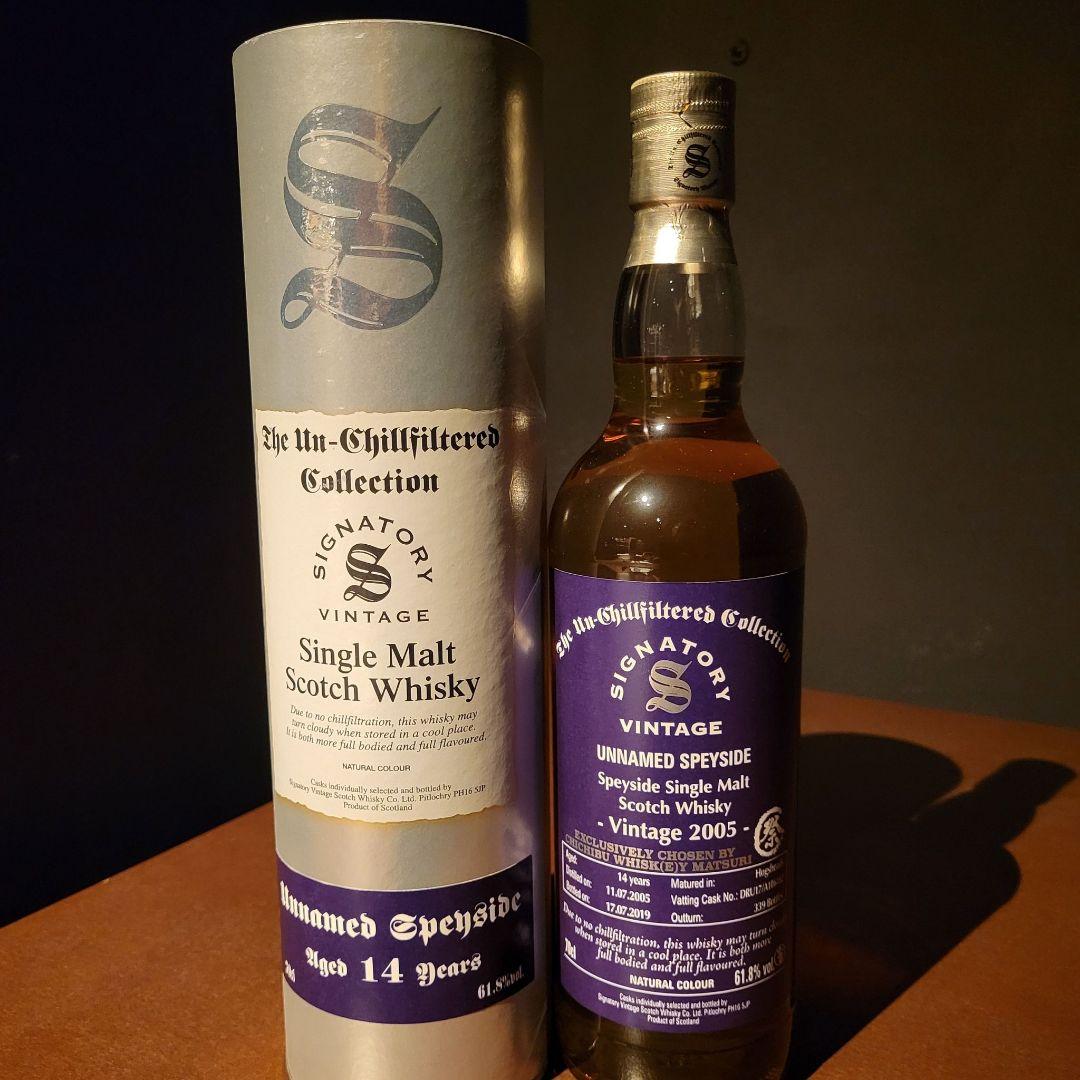 S
The Un-Chillfiltered
Collection
SIGNATORY
S
VINTAGE
Single Malt
Scotch Whisky
Due to no chillfiltration, this whisky may
turn cloudy when stored in a cool place.
It is both more full bodied and full flavoured.
NATURAL COLOUR
Casks individually selected and bottled by
Signatory Vintage Scotch Whisky Co. Ltd. Pitlochry PH16 5JP
Product of Scotland
Unnamed Speyside
Aged 14 Years
61.8%vol.
S
The Un-Chillfiltered Collection
SIGNATORY
S
VINTAGE
UNNAMED SPEYSIDE
Speyside Single Malt
Scotch Whisky
- Vintage 2005 -
祭
EXCLUSIVELY CHOSEN BY
CHICHIBU WHISK(E)Y MATSURI
Aged: 14 years
Distilled on: 11.07.2005
Bottled on: 17.07.2019
Matured in:
Vatting Cask No.:
Outturn: 339
Due to no chillfiltration, this whisky may turn
when stored in a cool place. It is both more
full bodied and full flavoured.
70cl
NATURAL COLOUR
61.8% vol
Casks individually selected and bottled by
Signatory Vintage Scotch Whisky Co. Ltd. Pitlochry PH16 5JP
Product of Scotland